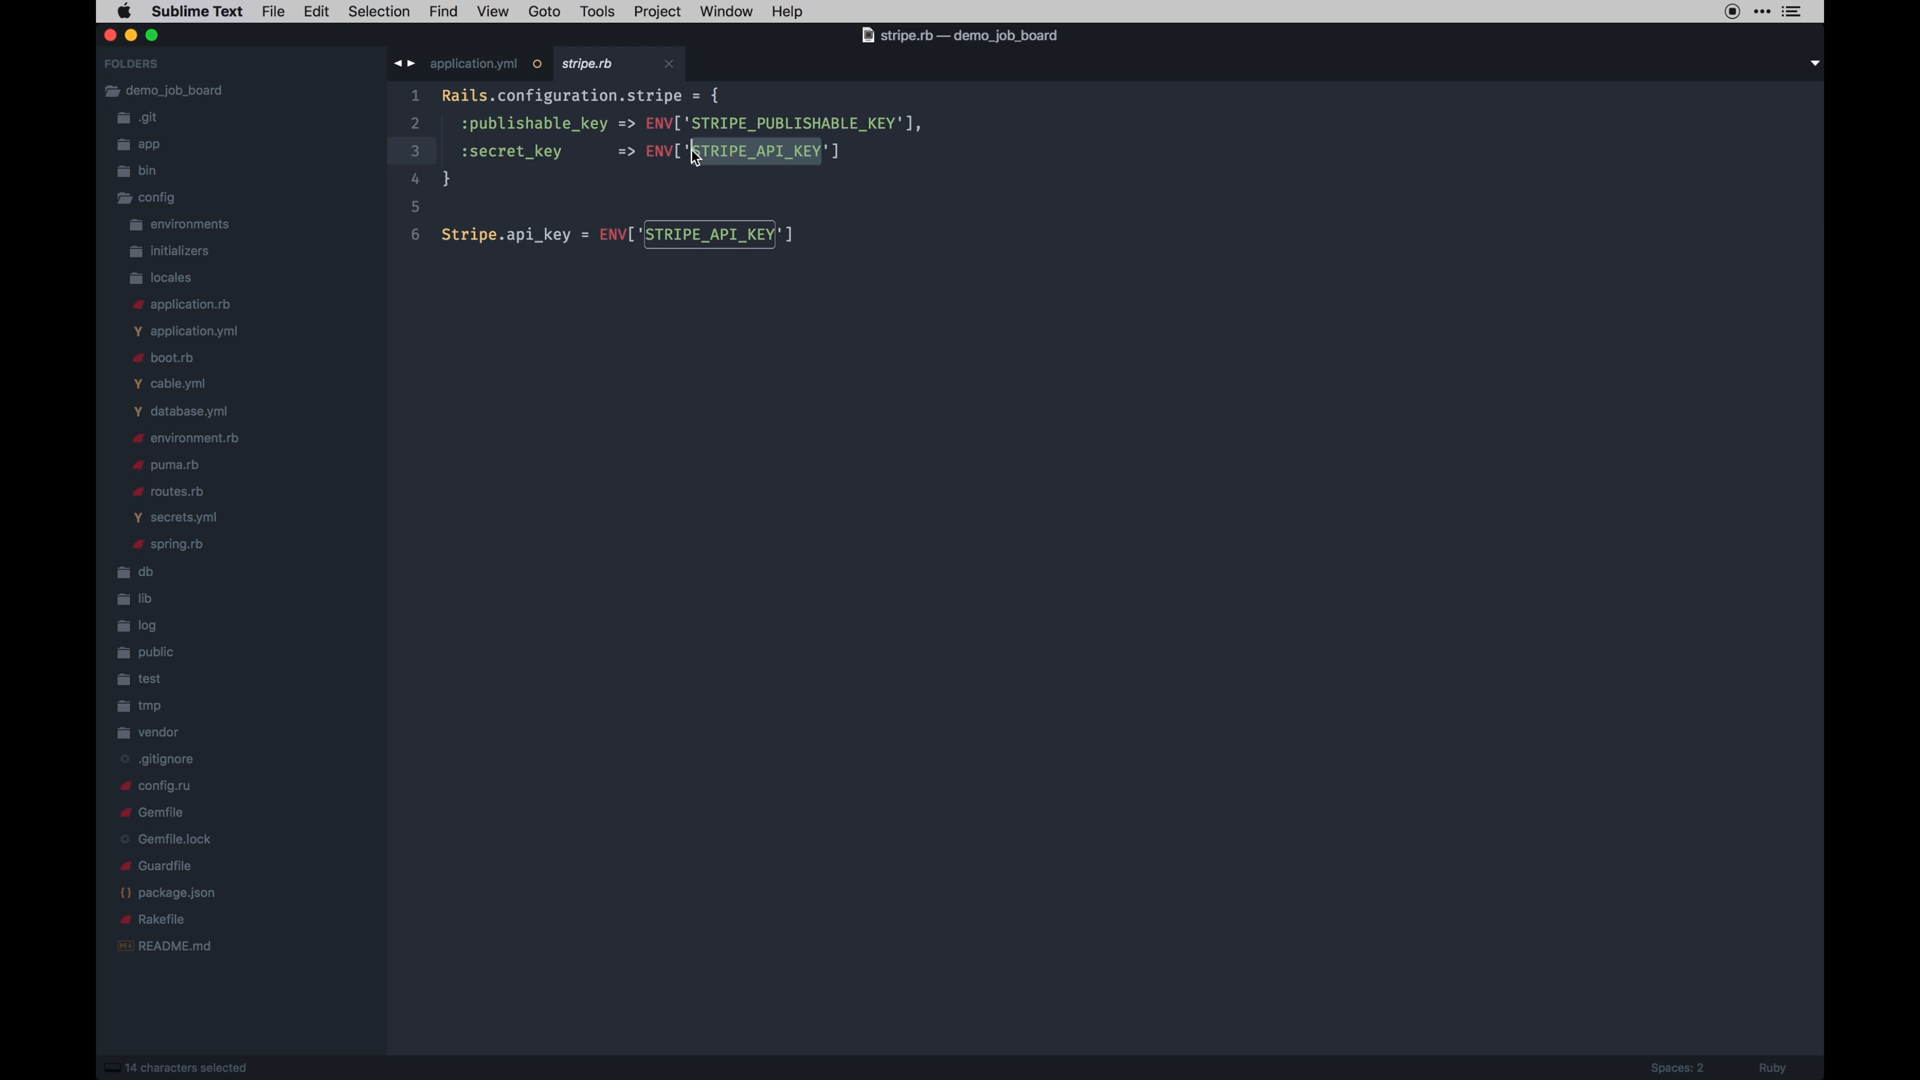 Sublime Text File Edit Selection Find View Goto Tools Project Window Help
stripe.rb — demo_job_board
FOLDERS
demo_job_board
.git
app
bin
config
environments
initializers
locales
application.rb
application.yml
boot.rb
cable.yml
database.yml
environment.rb
puma.rb
routes.rb
secrets.yml
spring.rb
db
lib
log
public
test
tmp
vendor
.gitignore
config.ru
Gemfile
Gemfile.lock
Guardfile
package.json
Rakefile
README.md
application.yml stripe.rb
1 Rails.configuration.stripe = {
2 :publishable_key => ENV['STRIPE_PUBLISHABLE_KEY'],
3 :secret_key => ENV['STRIPE_API_KEY']
4 }
5
6 Stripe.api_key = ENV['STRIPE_API_KEY']
14 characters selected Spaces: 2 Ruby